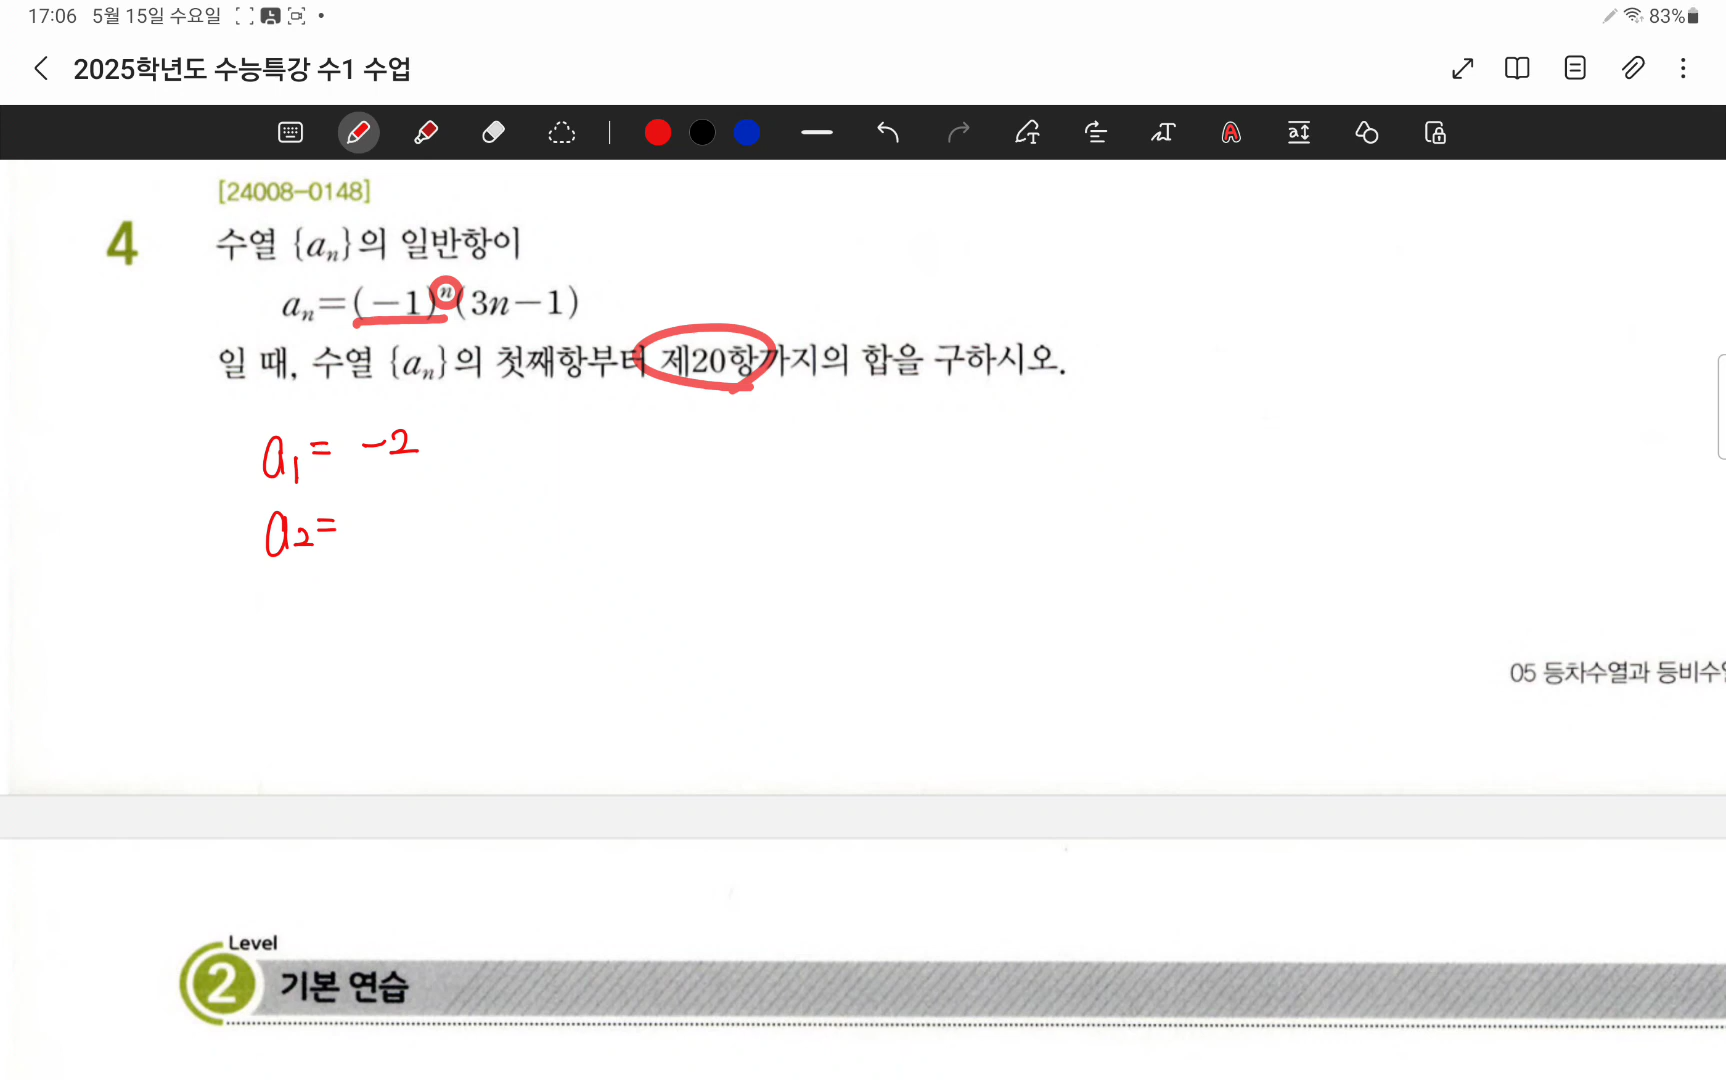 17:06 5월 15일 수요일
83%
2025학년도 수능특강 수1 수업
[24008-0148]
4
수열 {aₙ}의 일반항이
aₙ=(-1)ⁿ(3n-1)
일 때, 수열 {aₙ}의 첫째항부터 제20항까지의 합을 구하시오.
a₁= -2
a₂=
05 등차수열과 등비수열
Level
2 기본 연습